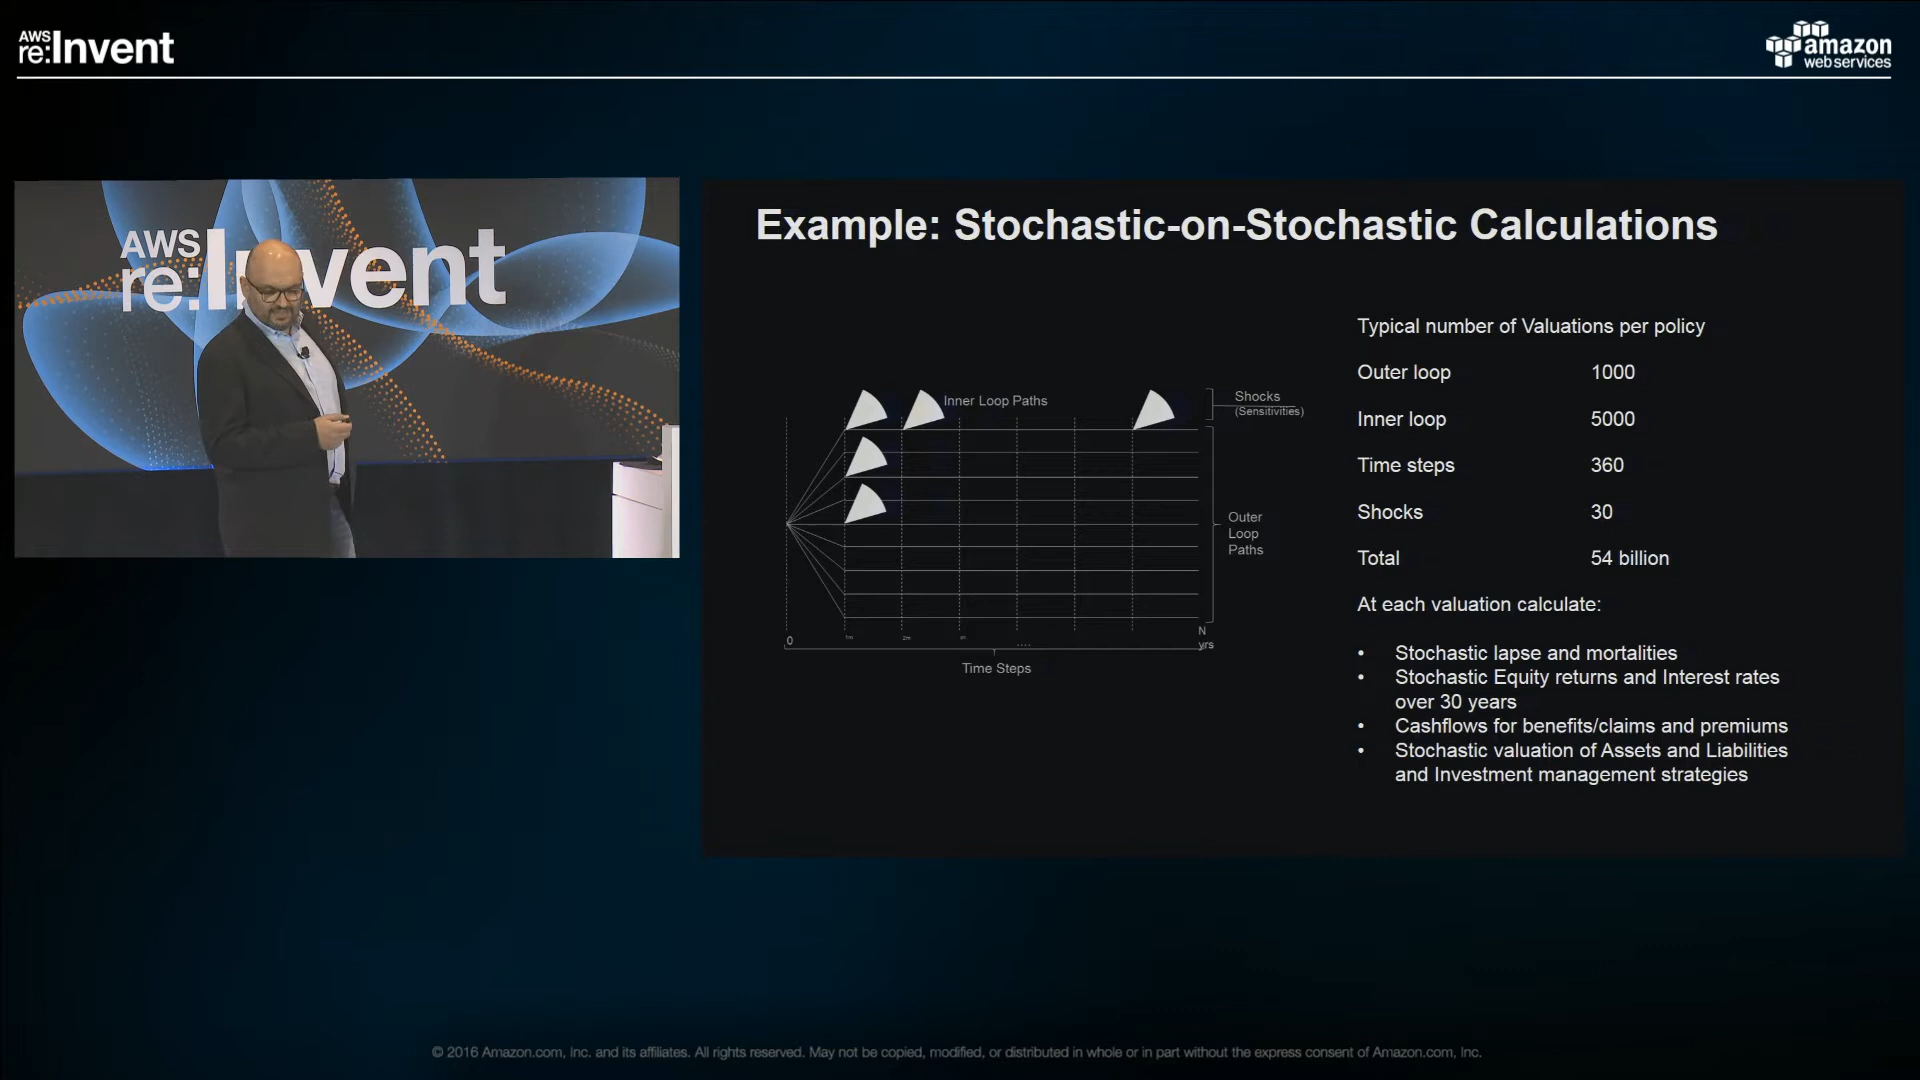 AWS
re:Invent
amazon
webservices
AWS
re:Invent
Example: Stochastic-on-Stochastic Calculations
Inner Loop Paths
Shocks
(Sensitivities)
Outer
Loop
Paths
0
1m
2m
....
N
yrs
Time Steps
Typical number of Valuations per policy
Outer loop 1000
Inner loop 5000
Time steps 360
Shocks 30
Total 54 billion
At each valuation calculate:
• Stochastic lapse and mortalities
• Stochastic Equity returns and Interest rates
over 30 years
• Cashflows for benefits/claims and premiums
• Stochastic valuation of Assets and Liabilities
and Investment management strategies
© 2016 Amazon.com, Inc. and its affiliates. All rights reserved. May not be copied, modified, or distributed in whole or in part without the express consent of Amazon.com, Inc.